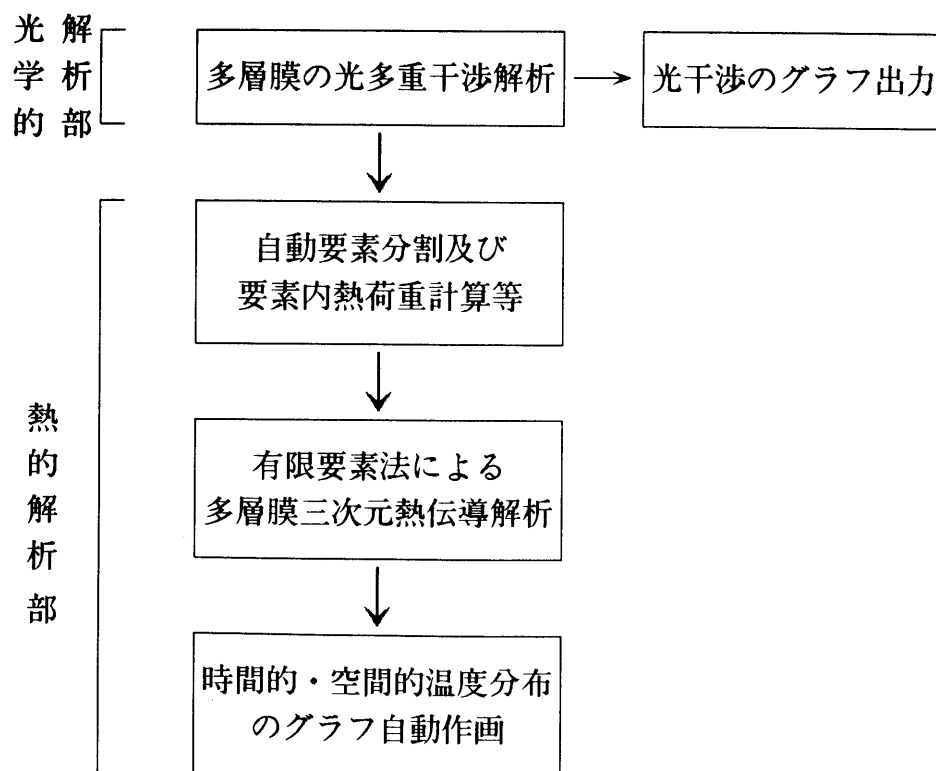 光学的
解析部
多層膜の光多重干渉解析
光干渉のグラフ出力
熱的解析部
自動要素分割及び
要素内熱荷重計算等
有限要素法による
多層膜三次元熱伝導解析
時間的・空間的温度分布
のグラフ自動作画